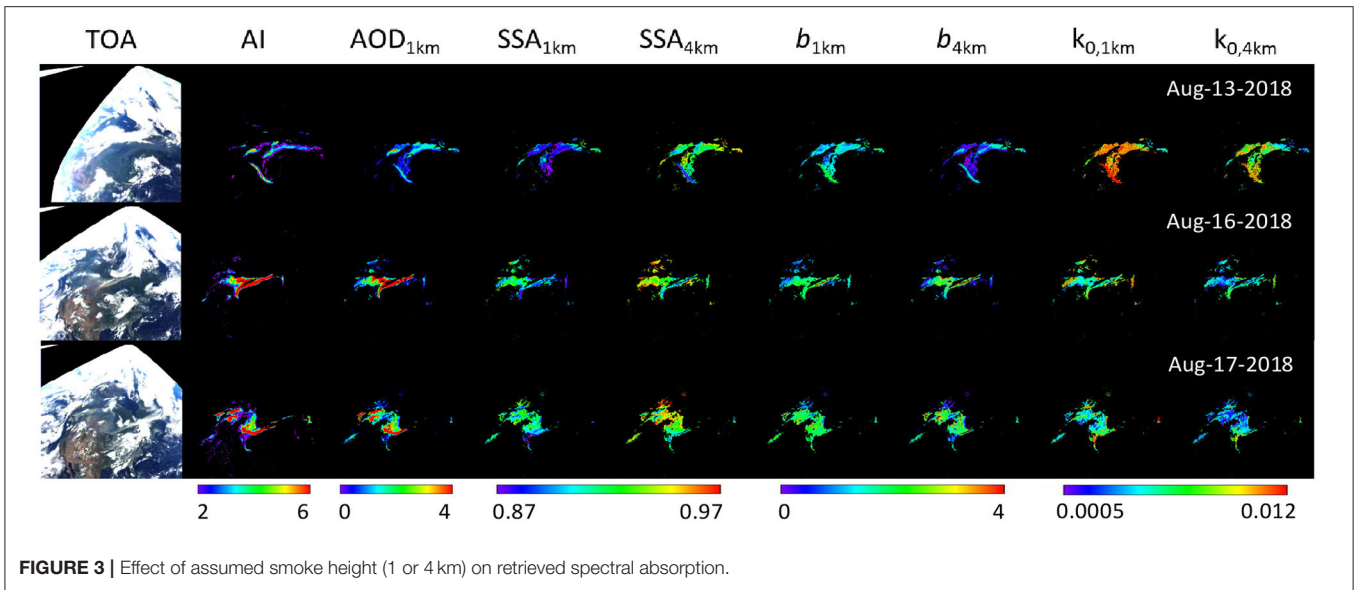 TOA AI AOD1km SSA1km SSA4km b1km b4km k0,1km k0,4km
Aug-13-2018
Aug-16-2018
Aug-17-2018
2 6 0 4 0.87 0.97 0 4 0.0005 0.012
FIGURE 3 | Effect of assumed smoke height (1 or 4 km) on retrieved spectral absorption.